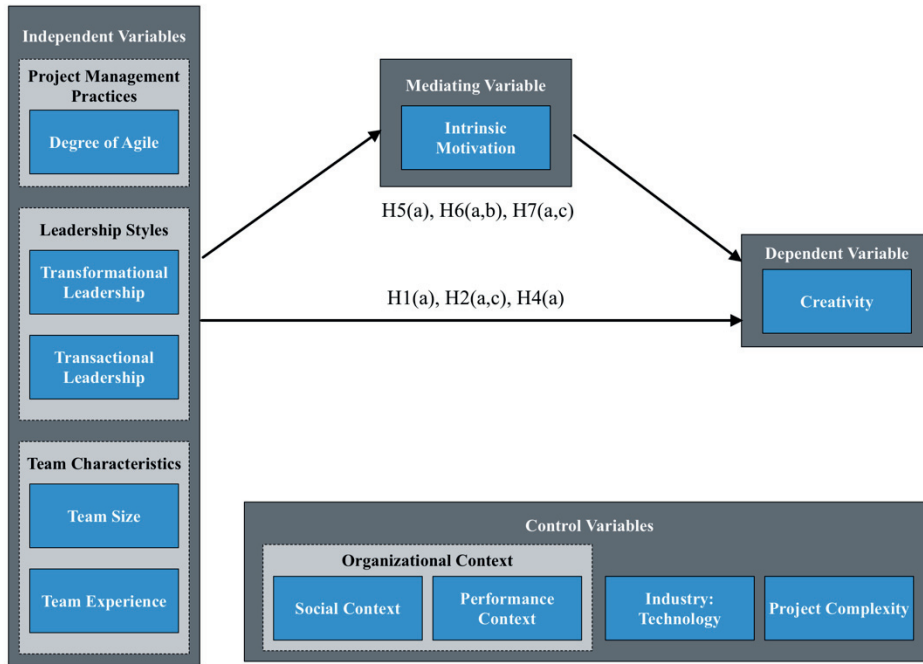 Independent Variables
Project Management
Practices
Degree of Agile
Leadership Styles
Transformational
Leadership
Transactional
Leadership
Team Characteristics
Team Size
Team Experience
Mediating Variable
Intrinsic
Motivation
H5(a), H6(a,b), H7(a,c)
H1(a), H2(a,c), H4(a)
Dependent Variable
Creativity
Control Variables
Organizational Context
Social Context
Performance
Context
Industry:
Technology
Project Complexity